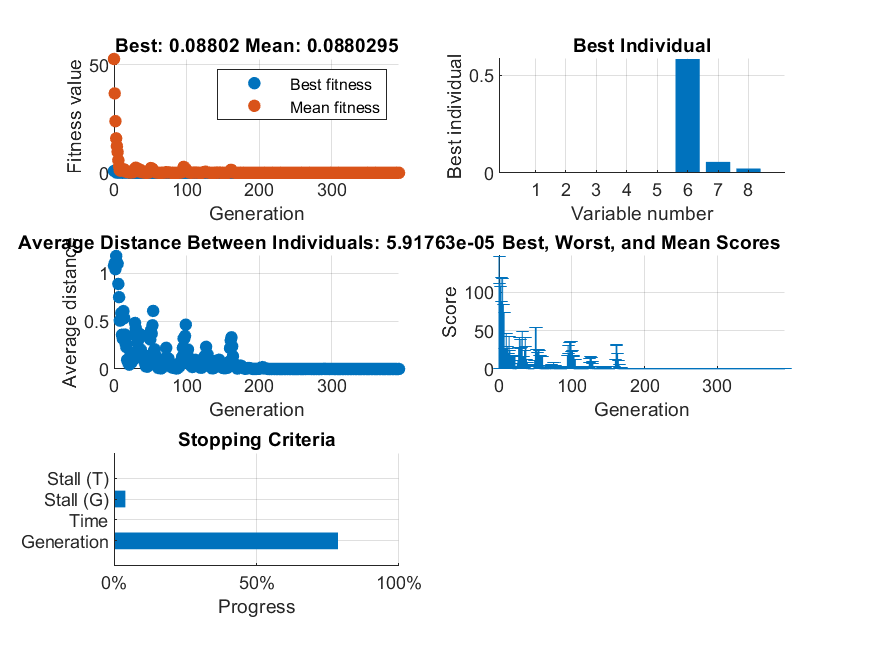 Best: 0.08802 Mean: 0.0880295
Fitness value
50
0
Best fitness
Mean fitness
0 100 200 300
Generation
Best Individual
Best individual
0.5
0
1 2 3 4 5 6 7 8
Variable number
Average Distance Between Individuals: 5.91763e-05
Average distance
1
0.5
0
0 100 200 300
Generation
Best, Worst, and Mean Scores
Score
100
50
0
0 100 200 300
Generation
Stopping Criteria
Stall (T)
Stall (G)
Time
Generation
0% 50% 100%
Progress